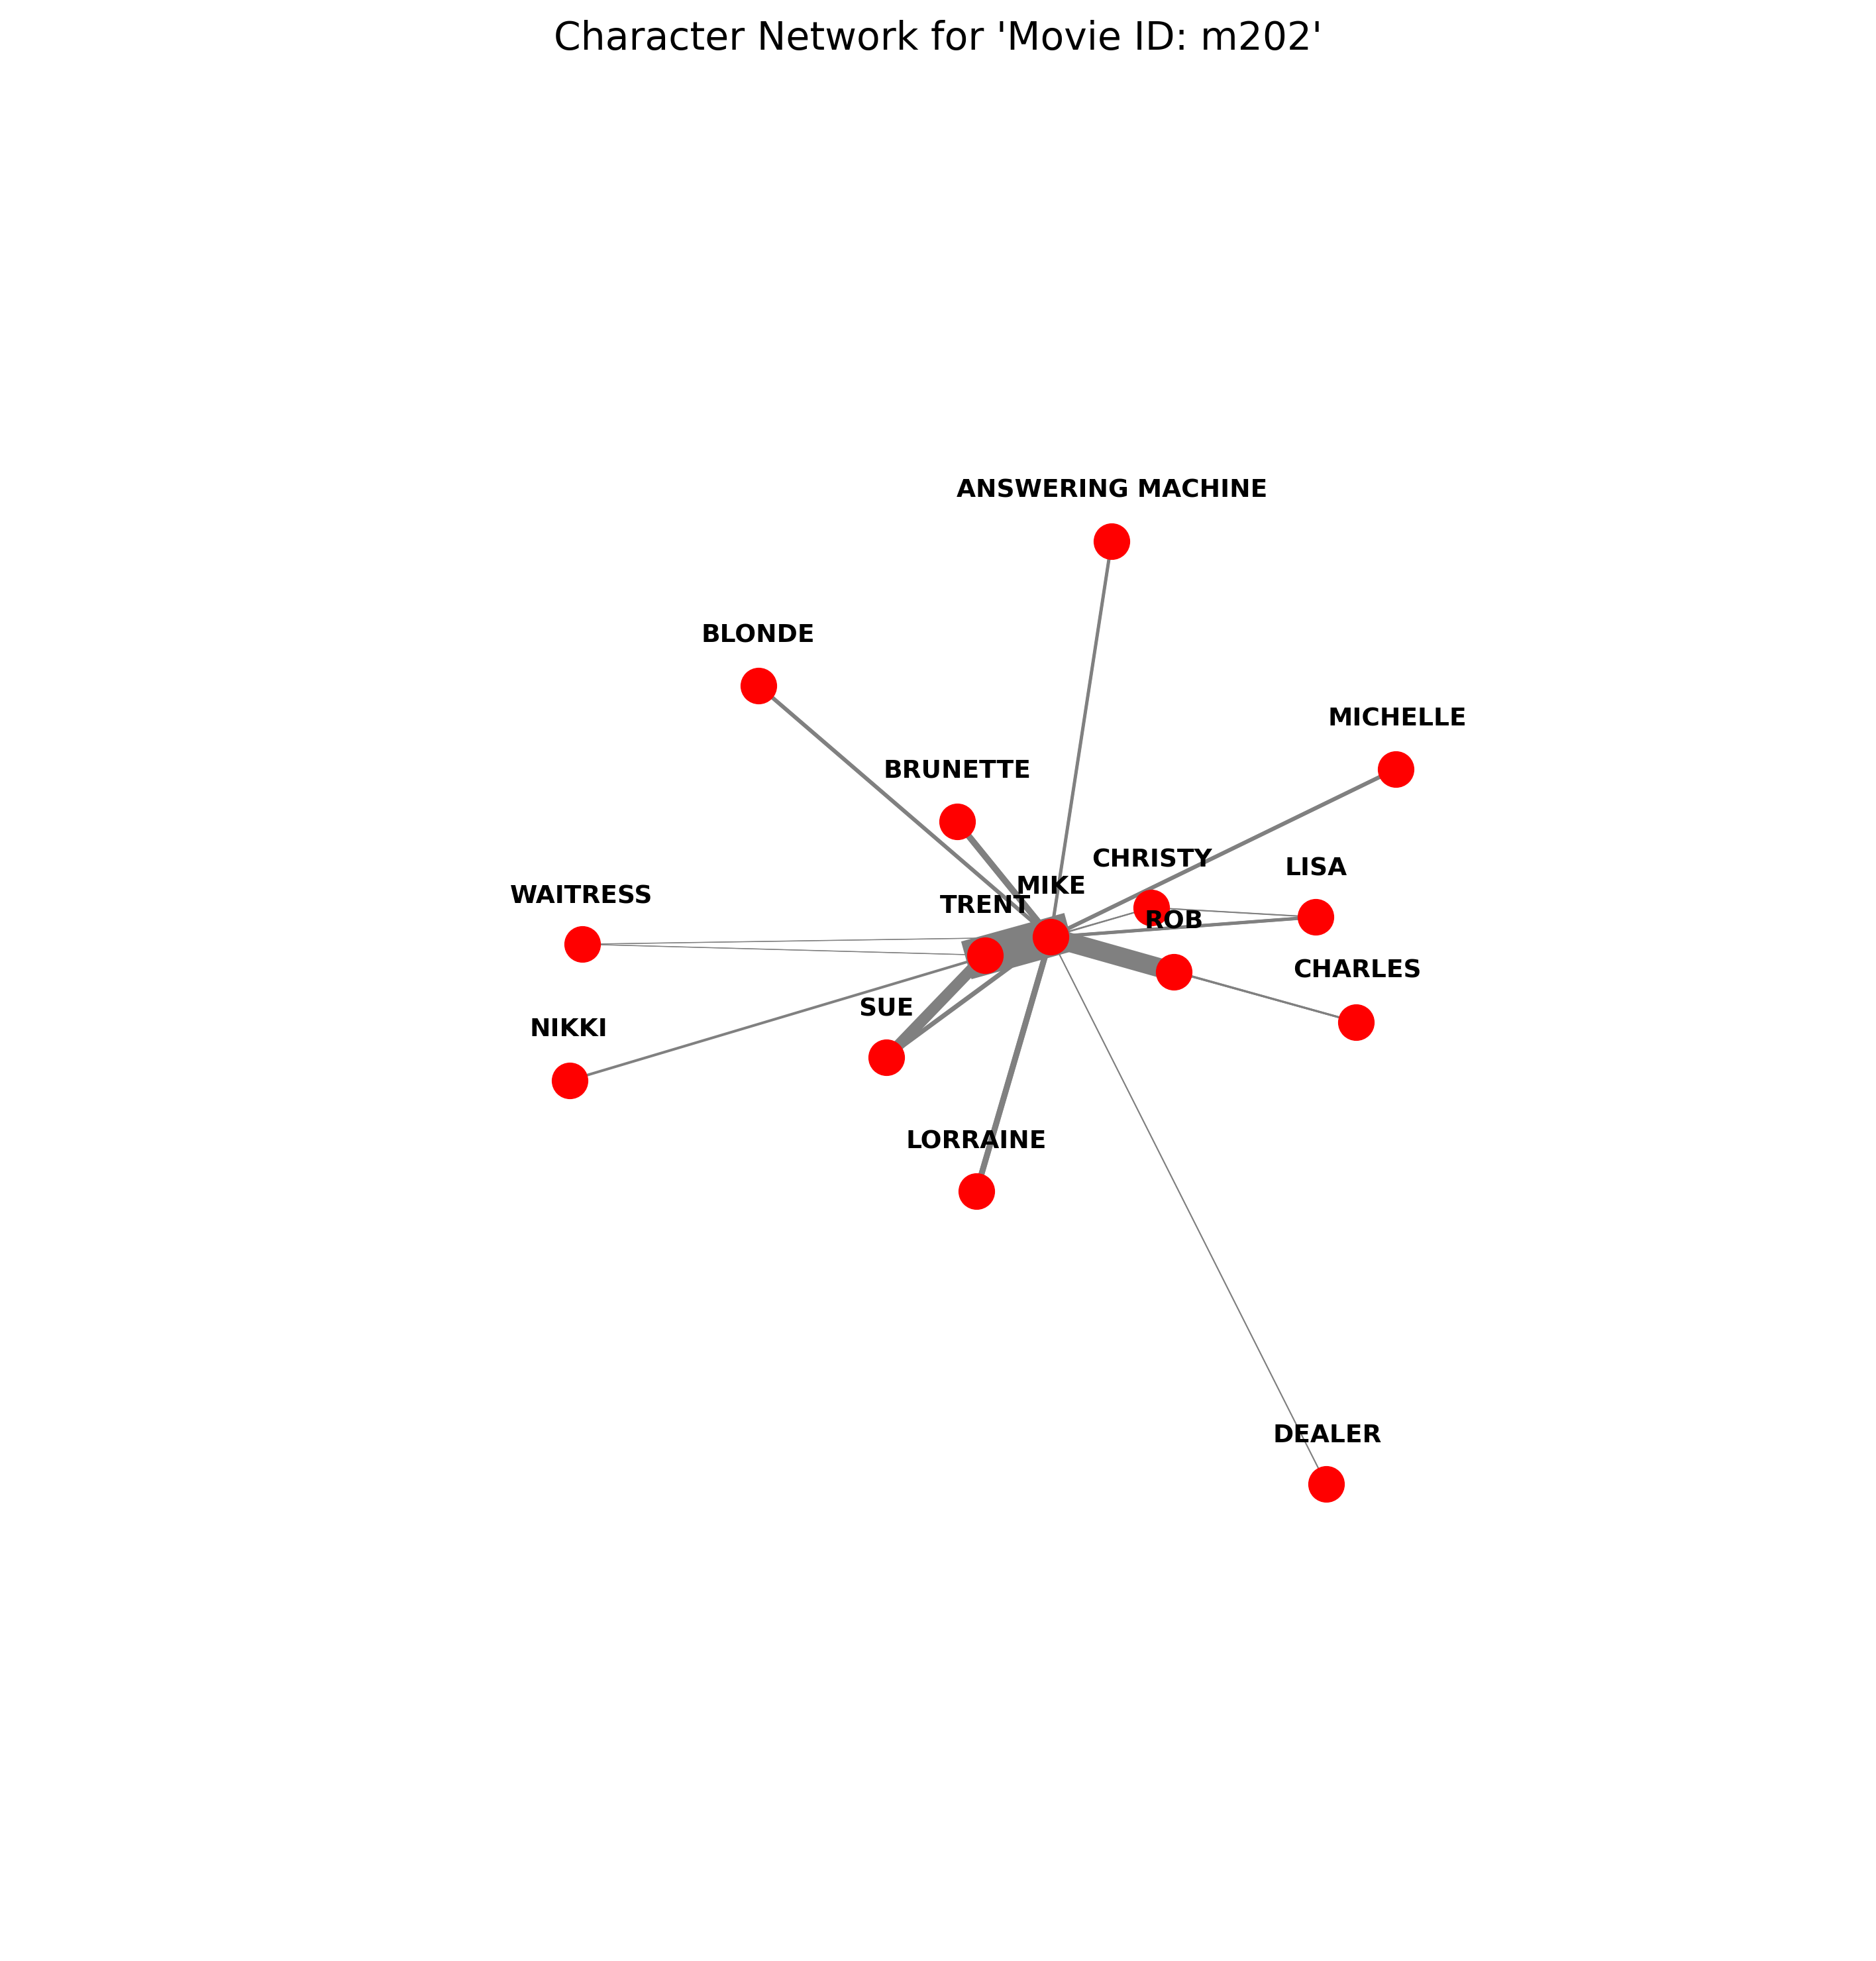 Character Network for 'Movie ID: m202'
ANSWERING MACHINE
BLONDE
MICHELLE
BRUNETTE
CHRISTY
LISA
MIKE
WAITRESS
TRENT
ROB
CHARLES
SUE
NIKKI
LORRAINE
DEALER